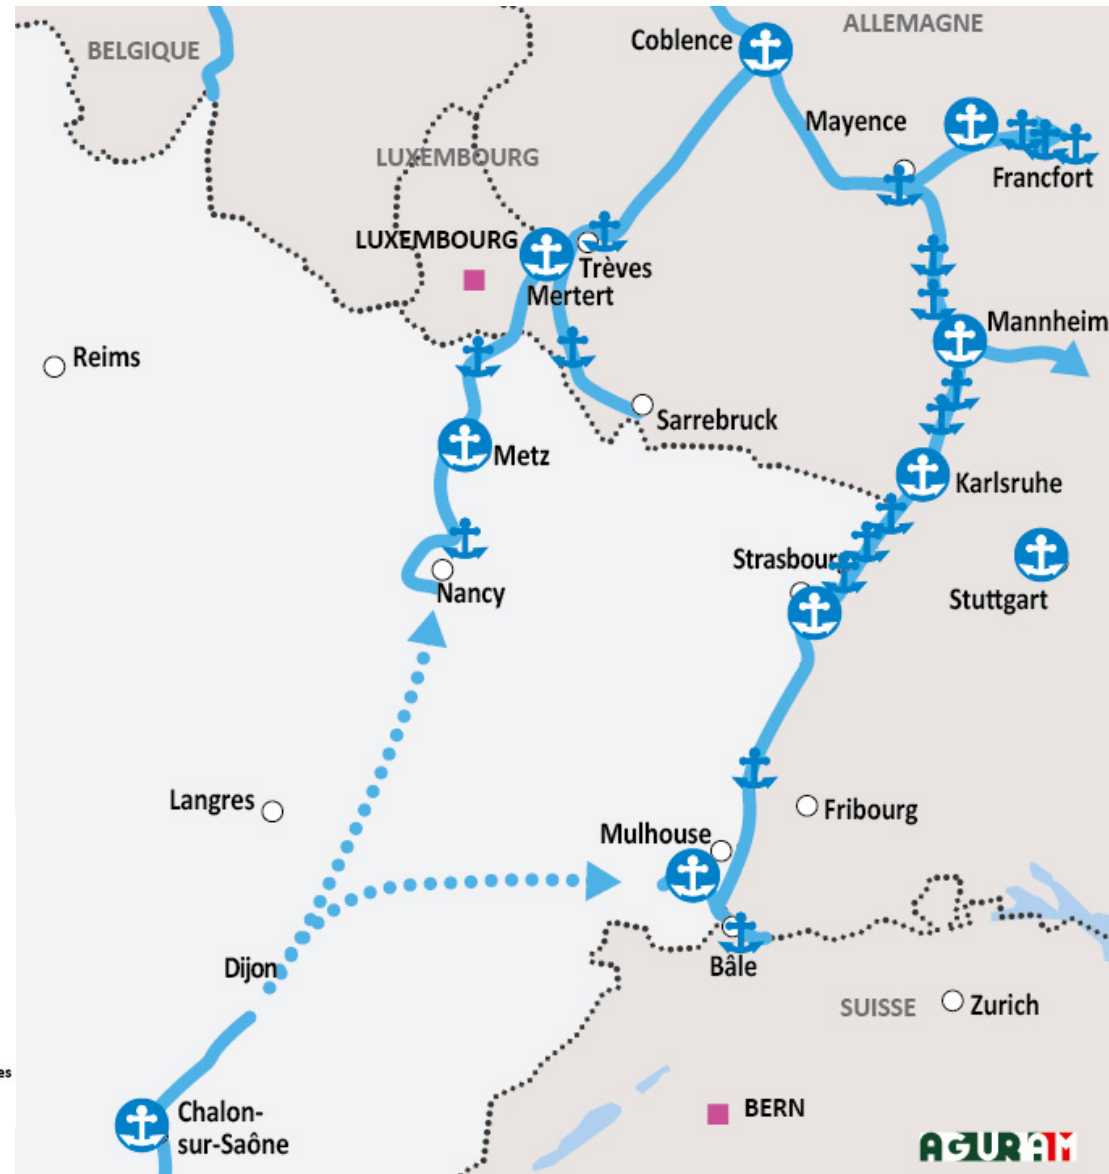 ALLEMAGNE
Coblence
BELGIQUE
Mayence
LUXEMBOURG
Francfort
LUXEMBOURG
Trèves
Mertert
Mannheim
Reims
Sarrebruck
Metz
Karlsruhe
Strasbourg
Nancy
Stuttgart
Langres
Fribourg
Mulhouse
Dijon
Bâle
SUISSE
Zurich
es
Chalon-
sur-Saône
BERN
AGURAM